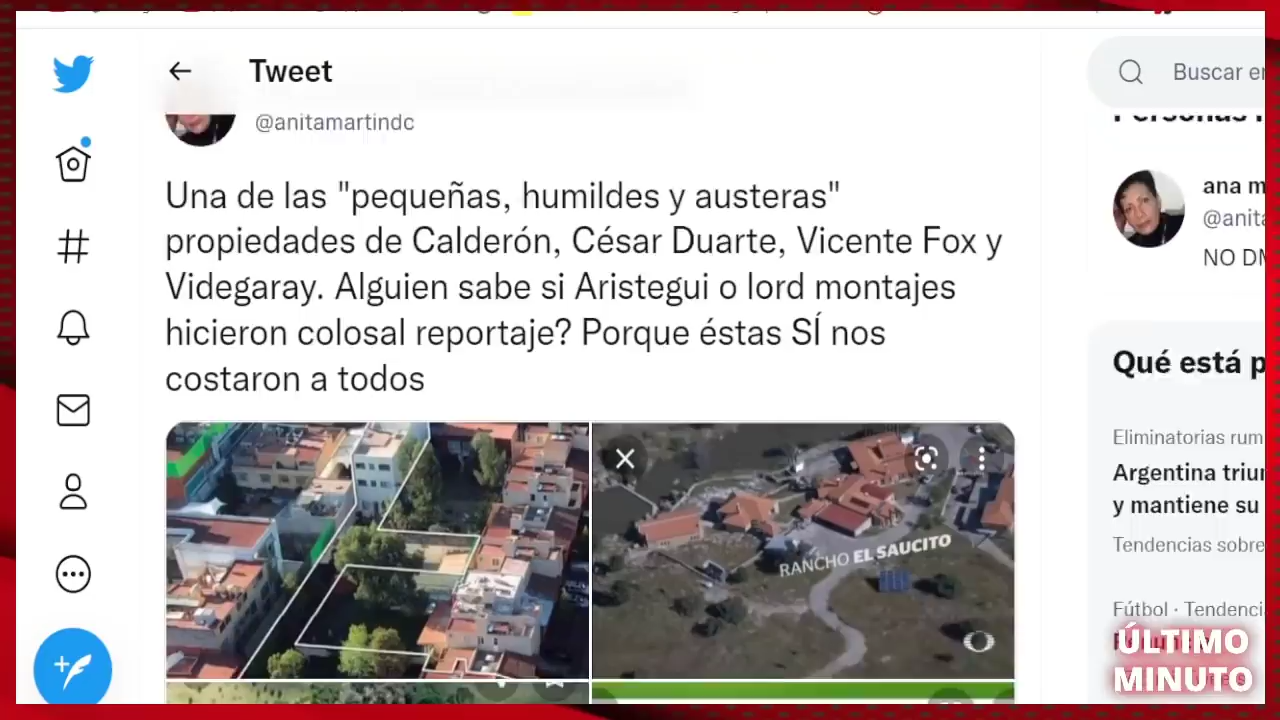 Tweet
Buscar en
@anitamartindc
Una de las "pequeñas, humildes y austeras"
propiedades de Calderón, César Duarte, Vicente Fox y
Videgaray. Alguien sabe si Aristegui o lord montajes
hicieron colosal reportaje? Porque éstas SÍ nos
costaron a todos
ana m
@anita
NO DM
Qué está p
Eliminatorias rum
Argentina triun
y mantiene su
Tendencias sobre
Fútbol · Tendenci
RANCHO EL SAUCITO
ÚLTIMO
MINUTO